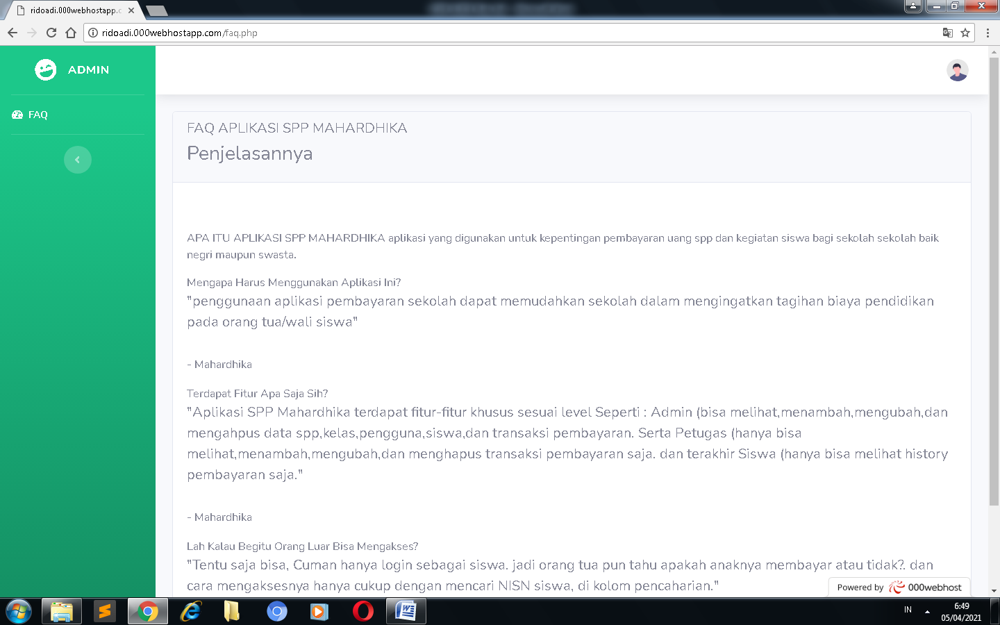 ridoadi.000webhostapp.c
ridoadi.000webhostapp.com/faq.php
ADMIN
FAQ
FAQ APLIKASI SPP MAHARDHIKA
Penjelasannya
APA ITU APLIKASI SPP MAHARDHIKA aplikasi yang digunakan untuk kepentingan pembayaran uang spp dan kegiatan siswa bagi sekolah sekolah baik
negri maupun swasta.
Mengapa Harus Menggunakan Aplikasi Ini?
"penggunaan aplikasi pembayaran sekolah dapat memudahkan sekolah dalam mengingatkan tagihan biaya pendidikan
pada orang tua/wali siswa"
- Mahardhika
Terdapat Fitur Apa Saja Sih?
"Aplikasi SPP Mahardhika terdapat fitur-fitur khusus sesuai level Seperti : Admin (bisa melihat,menambah,mengubah,dan
mengahpus data spp,kelas,pengguna,siswa,dan transaksi pembayaran. Serta Petugas (hanya bisa
melihat,menambah,mengubah,dan menghapus transaksi pembayaran saja. dan terakhir Siswa (hanya bisa melihat history
pembayaran saja."
- Mahardhika
Lah Kalau Begitu Orang Luar Bisa Mengakses?
"Tentu saja bisa, Cuman hanya login sebagai siswa. jadi orang tua pun tahu apakah anaknya membayar atau tidak?. dan
cara mengaksesnya hanya cukup dengan mencari NISN siswa, di kolom pencaharian."
Powered by 000webhost
IN
6:49
05/04/2021